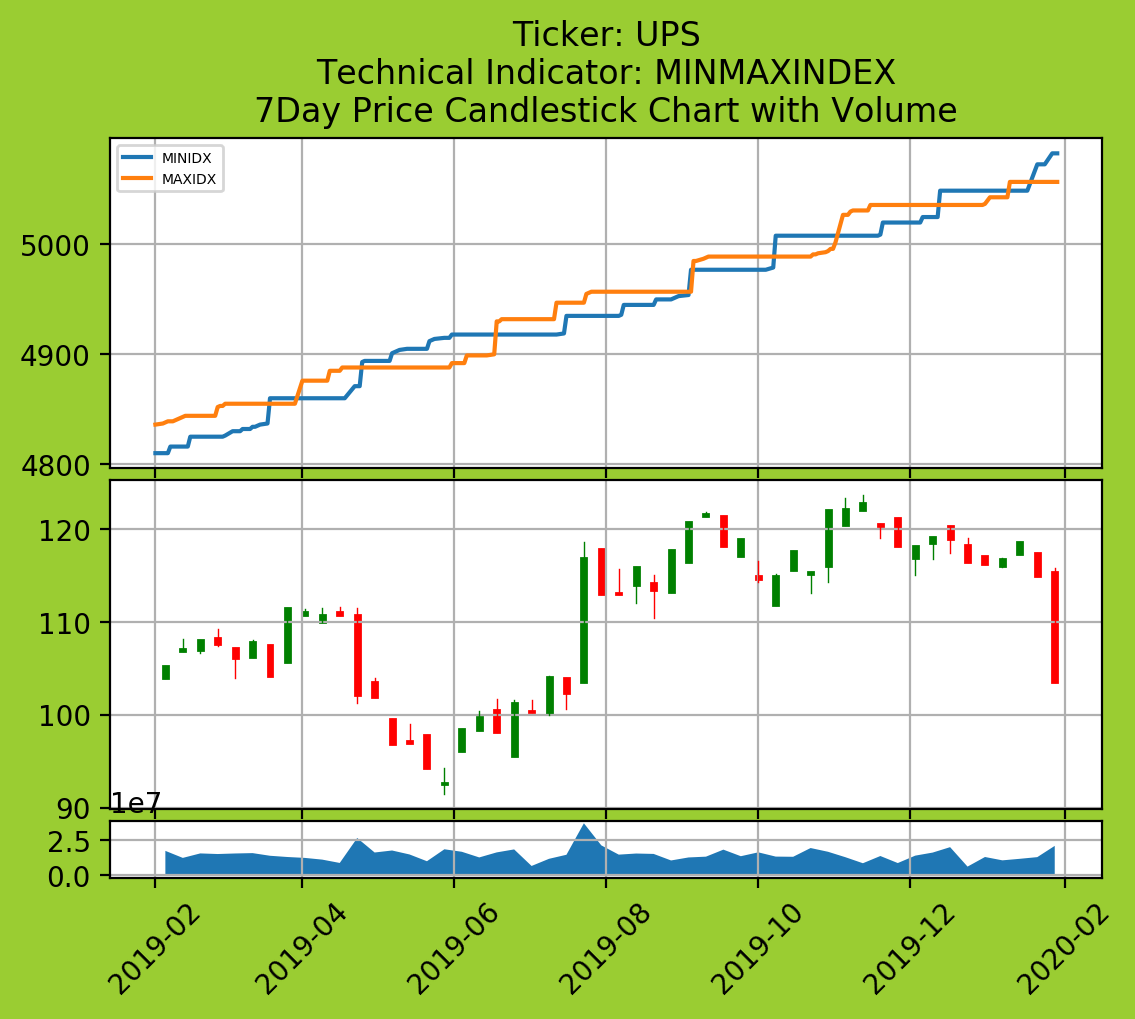 Ticker: UPS
Technical Indicator: MINMAXINDEX
7Day Price Candlestick Chart with Volume
MINIDX
MAXIDX
5000
4900
4800
120
110
100
90
1e7
2.5
0.0
2019-02
2019-04
2019-06
2019-08
2019-10
2019-12
2020-02